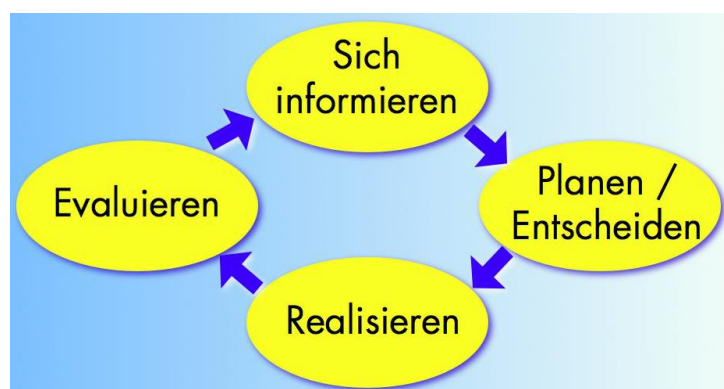 Sich
informieren
Planen /
Entscheiden
Realisieren
Evaluieren